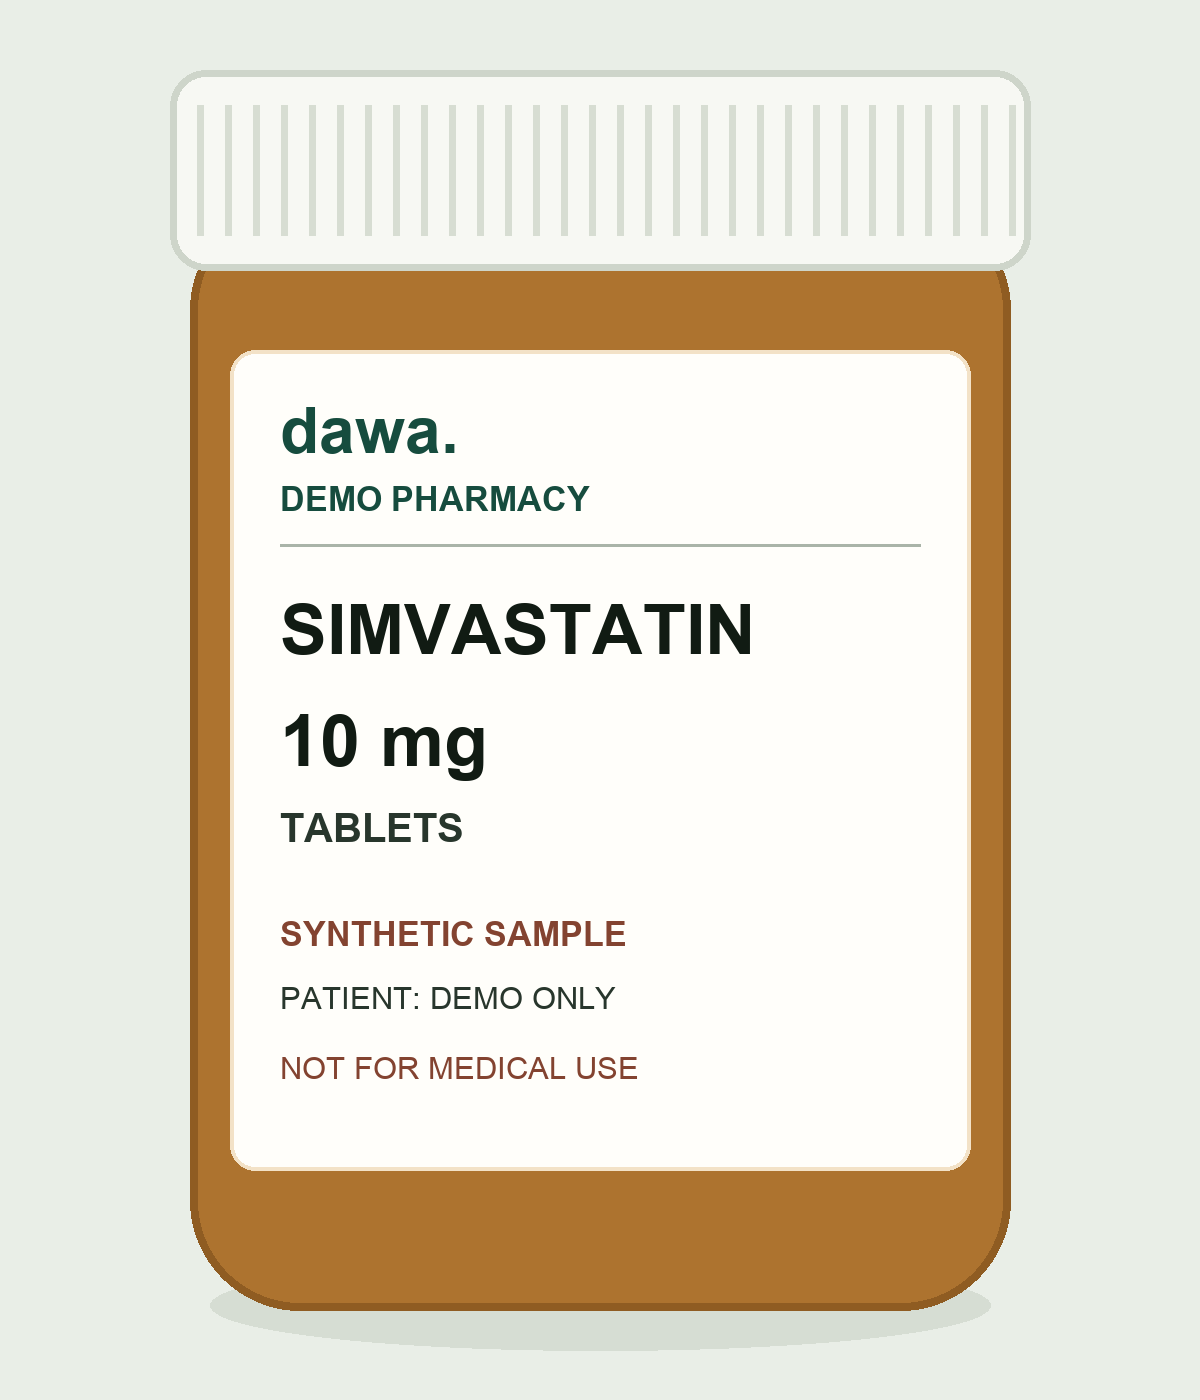 dawa.
DEMO PHARMACY
SIMVASTATIN
10 mg
TABLETS
SYNTHETIC SAMPLE
PATIENT: DEMO ONLY
NOT FOR MEDICAL USE